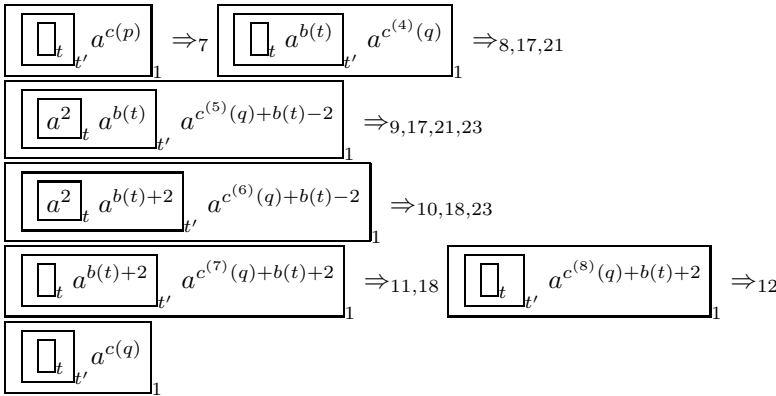 [ [ [ ]_t ]_{t'} a^{c(p)} ]_1 ⇒_7 [ [ [ ]_t a^{b(t)} ]_{t'} a^{c^{(4)}(q)} ]_1 ⇒_{8,17,21}
[ [ [ a^2 ]_t a^{b(t)} ]_{t'} a^{c^{(5)}(q)+b(t)−2} ]_1 ⇒_{9,17,21,23}
[ [ [ a^2 ]_t a^{b(t)+2} ]_{t'} a^{c^{(6)}(q)+b(t)−2} ]_1 ⇒_{10,18,23}
[ [ [ ]_t a^{b(t)+2} ]_{t'} a^{c^{(7)}(q)+b(t)+2} ]_1 ⇒_{11,18} [ [ [ ]_t ]_{t'} a^{c^{(8)}(q)+b(t)+2} ]_1 ⇒_{12}
[ [ [ ]_t ]_{t'} a^{c(q)} ]_1